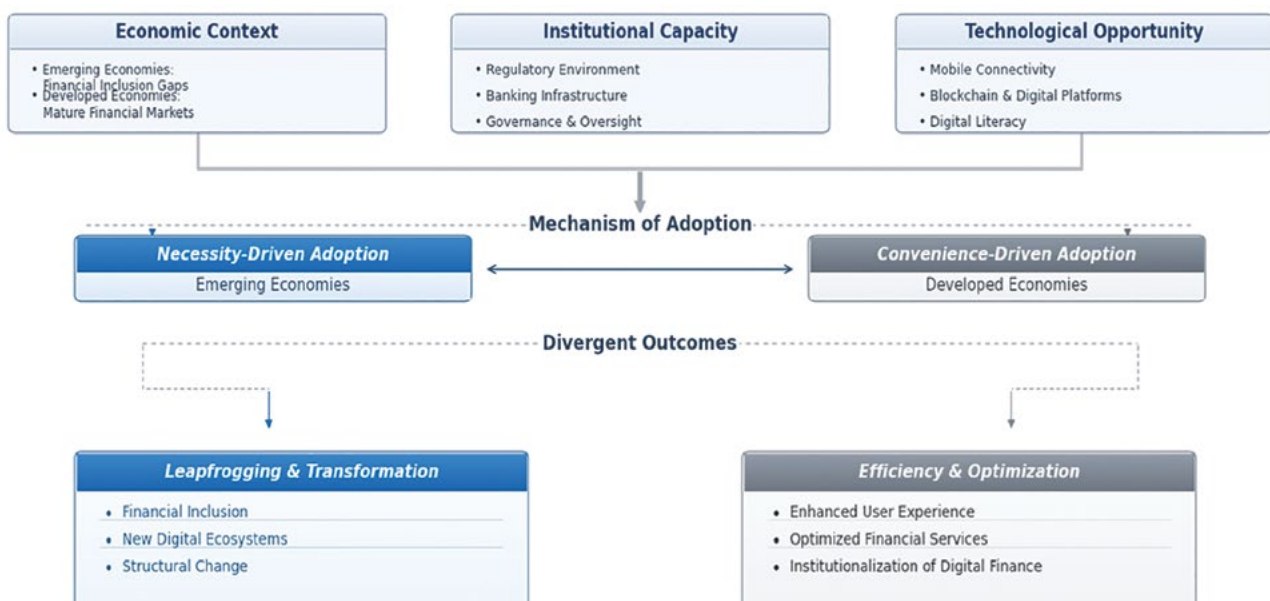 Economic Context
• Emerging Economies:
Financial Inclusion Gaps
• Developed Economies:
Mature Financial Markets
Institutional Capacity
• Regulatory Environment
• Banking Infrastructure
• Governance & Oversight
Technological Opportunity
• Mobile Connectivity
• Blockchain & Digital Platforms
• Digital Literacy
Mechanism of Adoption
Necessity-Driven Adoption
Emerging Economies
Convenience-Driven Adoption
Developed Economies
Divergent Outcomes
Leapfrogging & Transformation
• Financial Inclusion
• New Digital Ecosystems
• Structural Change
Efficiency & Optimization
• Enhanced User Experience
• Optimized Financial Services
• Institutionalization of Digital Finance